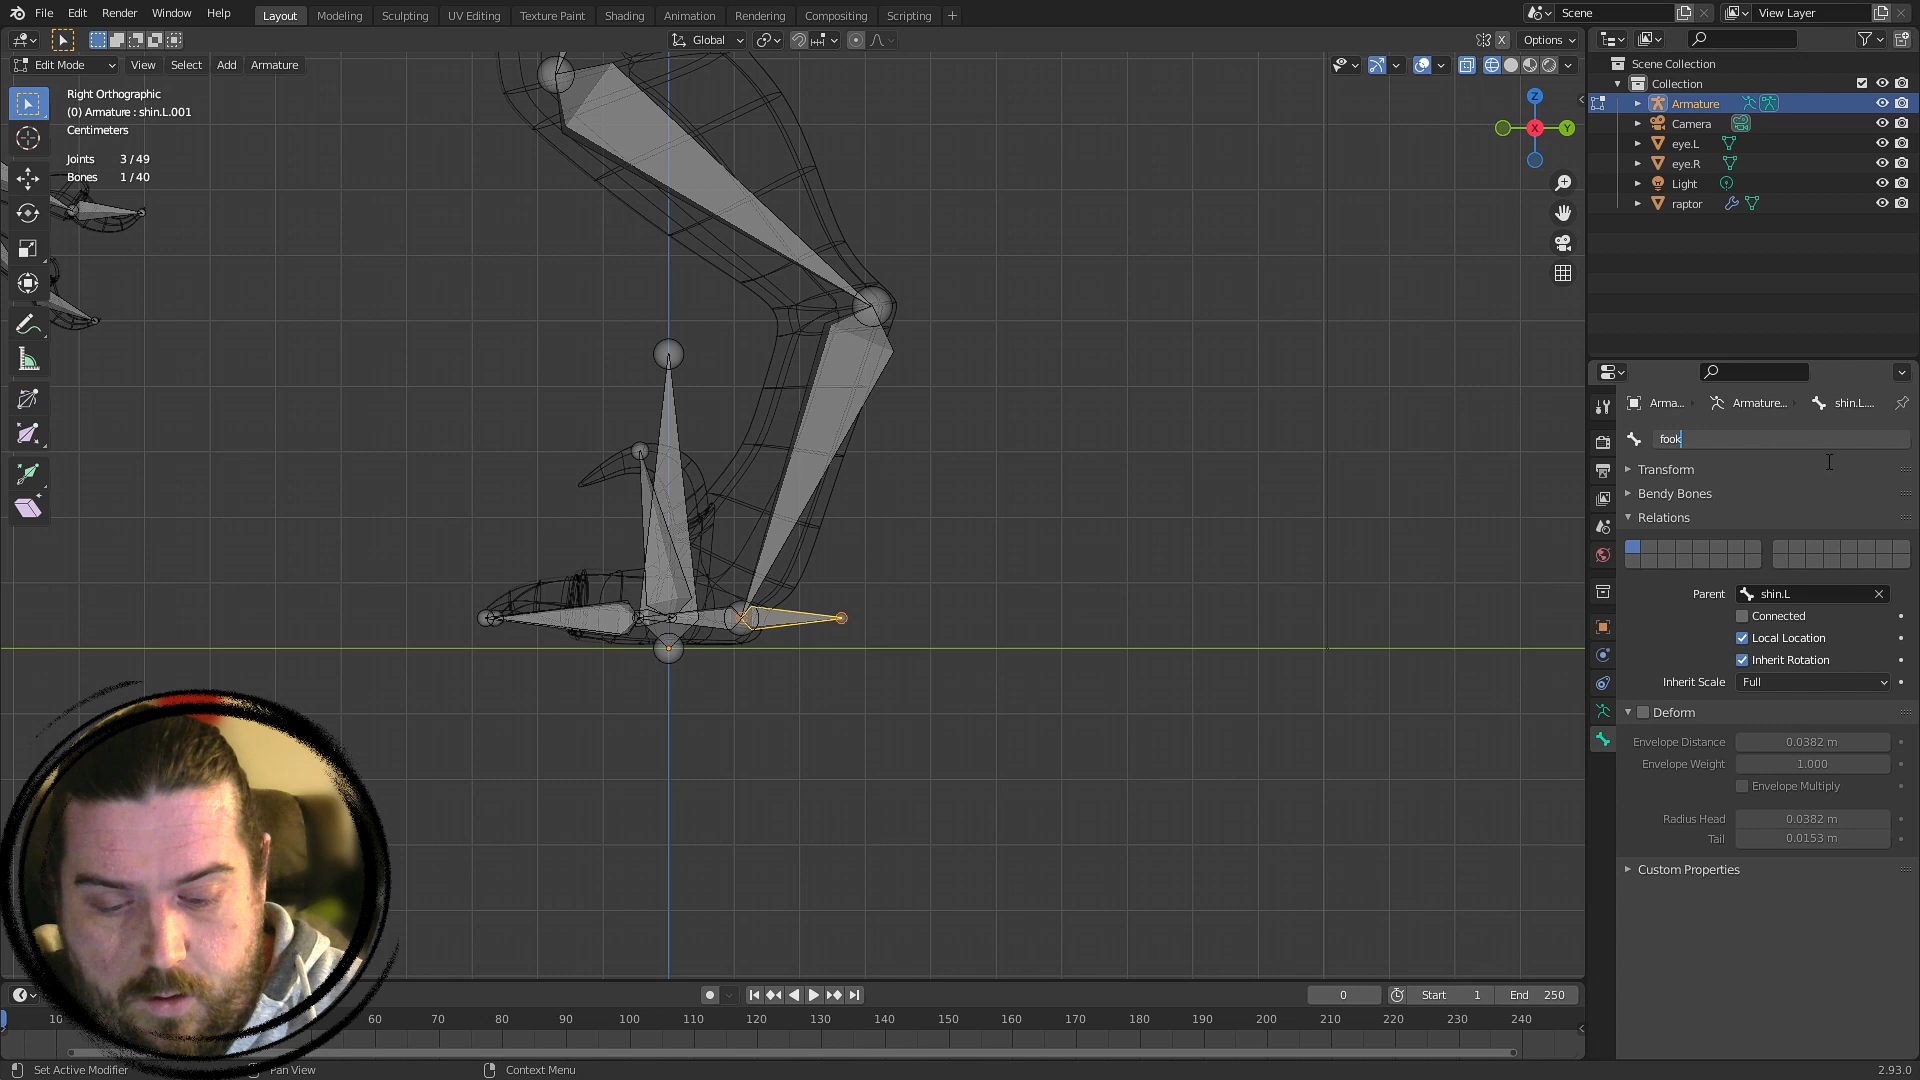 File Edit Render Window Help
Layout Modeling Sculpting UV Editing Texture Paint Shading Animation Rendering Compositing Scripting +
Scene
View Layer
Global
X
Options
Edit Mode View Select Add Armature
Right Orthographic
(0) Armature : shin.L.001
Centimeters
Joints 3 / 49
Bones 1 / 40
Z
X
Y
Scene Collection
Collection
Armature
Camera
eye.L
eye.R
Light
raptor
Arma...
Armature...
shin.L....
fook
Transform
Bendy Bones
Relations
Parent shin.L
Connected
Local Location
Inherit Rotation
Inherit Scale Full
Deform
Envelope Distance 0.0382 m
Envelope Weight 1.000
Envelope Multiply
Radius Head 0.0382 m
Tail 0.0153 m
Custom Properties
0 Start 1 End 250
10 60 70 80 90 100 110 120 130 140 150 160 170 180 190 200 210 220 230 240
Set Active Modifier Pan View Context Menu 2.93.0